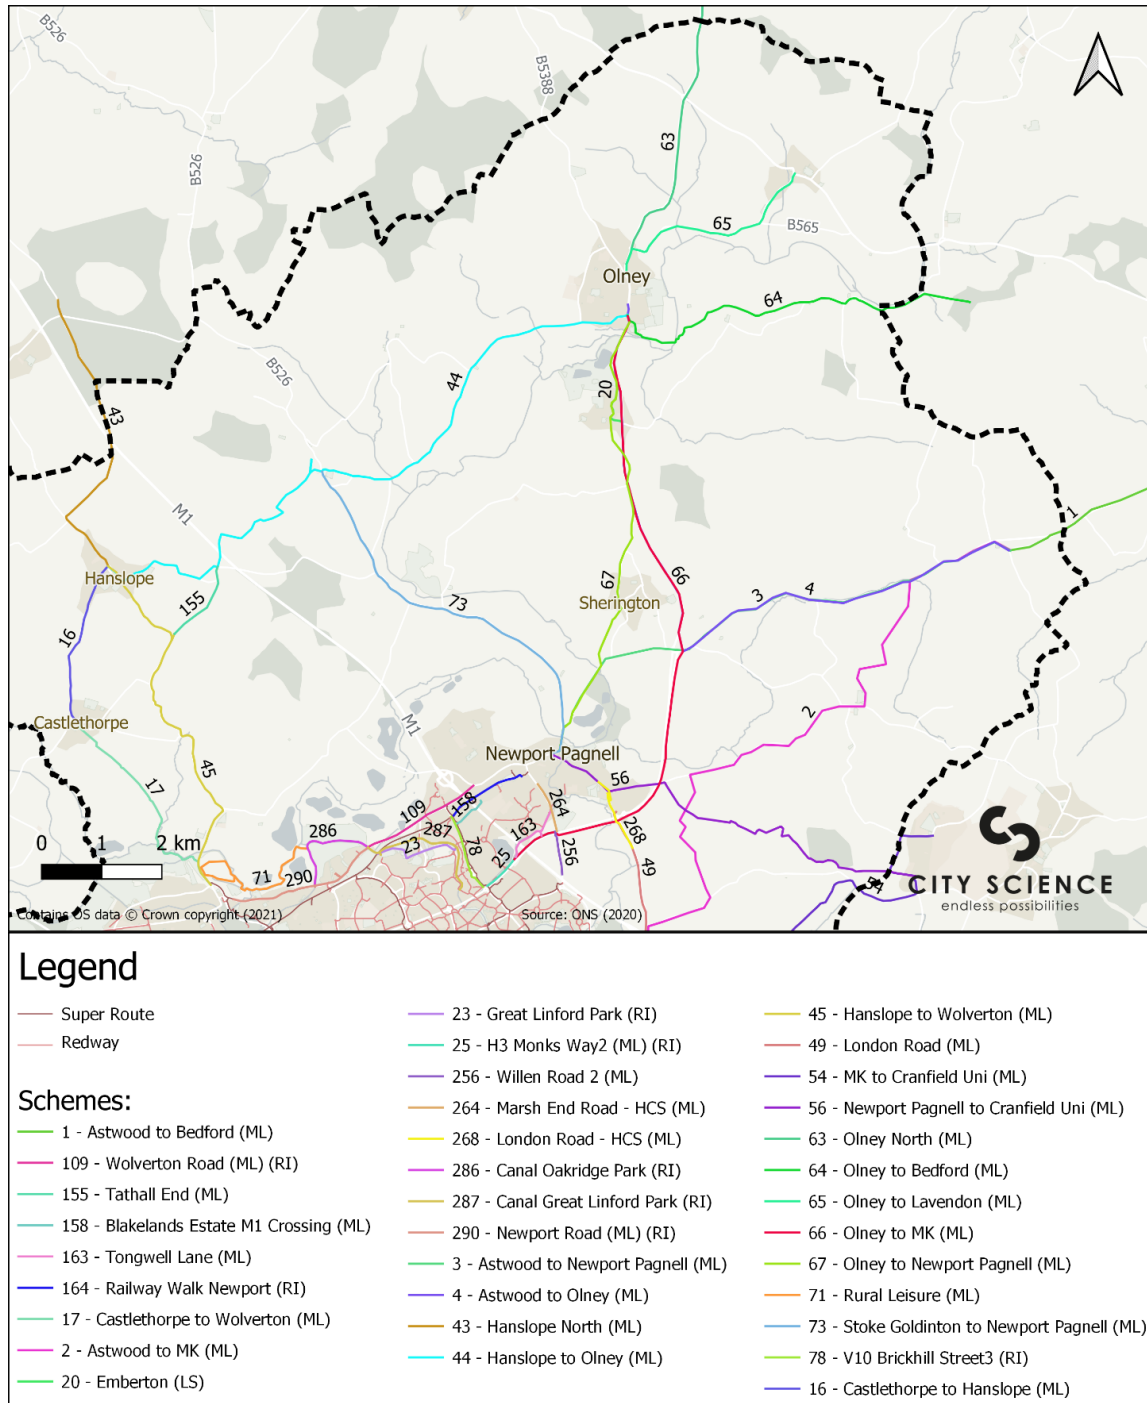 B526
B5388
B526
63
65
B565
Olney
64
B526
44
20
43
1
M1
Hanslope
155
67
66
Sherington
3
4
73
16
2
Castlethorpe
M1
Newport Pagnell
45
17
56
158
109
264
286
287
163
268
0 1 2 km
23
78
25
256
49
71
290
54
CITY SCIENCE
endless possibilities
Contains OS data © Crown copyright (2021)
Source: ONS (2020)
Legend
Super Route
Redway
Schemes:
1 - Astwood to Bedford (ML)
109 - Wolverton Road (ML) (RI)
155 - Tathall End (ML)
158 - Blakelands Estate M1 Crossing (ML)
163 - Tongwell Lane (ML)
164 - Railway Walk Newport (RI)
17 - Castlethorpe to Wolverton (ML)
2 - Astwood to MK (ML)
20 - Emberton (LS)
23 - Great Linford Park (RI)
25 - H3 Monks Way2 (ML) (RI)
256 - Willen Road 2 (ML)
264 - Marsh End Road - HCS (ML)
268 - London Road - HCS (ML)
286 - Canal Oakridge Park (RI)
287 - Canal Great Linford Park (RI)
290 - Newport Road (ML) (RI)
3 - Astwood to Newport Pagnell (ML)
4 - Astwood to Olney (ML)
43 - Hanslope North (ML)
44 - Hanslope to Olney (ML)
45 - Hanslope to Wolverton (ML)
49 - London Road (ML)
54 - MK to Cranfield Uni (ML)
56 - Newport Pagnell to Cranfield Uni (ML)
63 - Olney North (ML)
64 - Olney to Bedford (ML)
65 - Olney to Lavendon (ML)
66 - Olney to MK (ML)
67 - Olney to Newport Pagnell (ML)
71 - Rural Leisure (ML)
73 - Stoke Goldinton to Newport Pagnell (ML)
78 - V10 Brickhill Street3 (RI)
16 - Castlethorpe to Hanslope (ML)